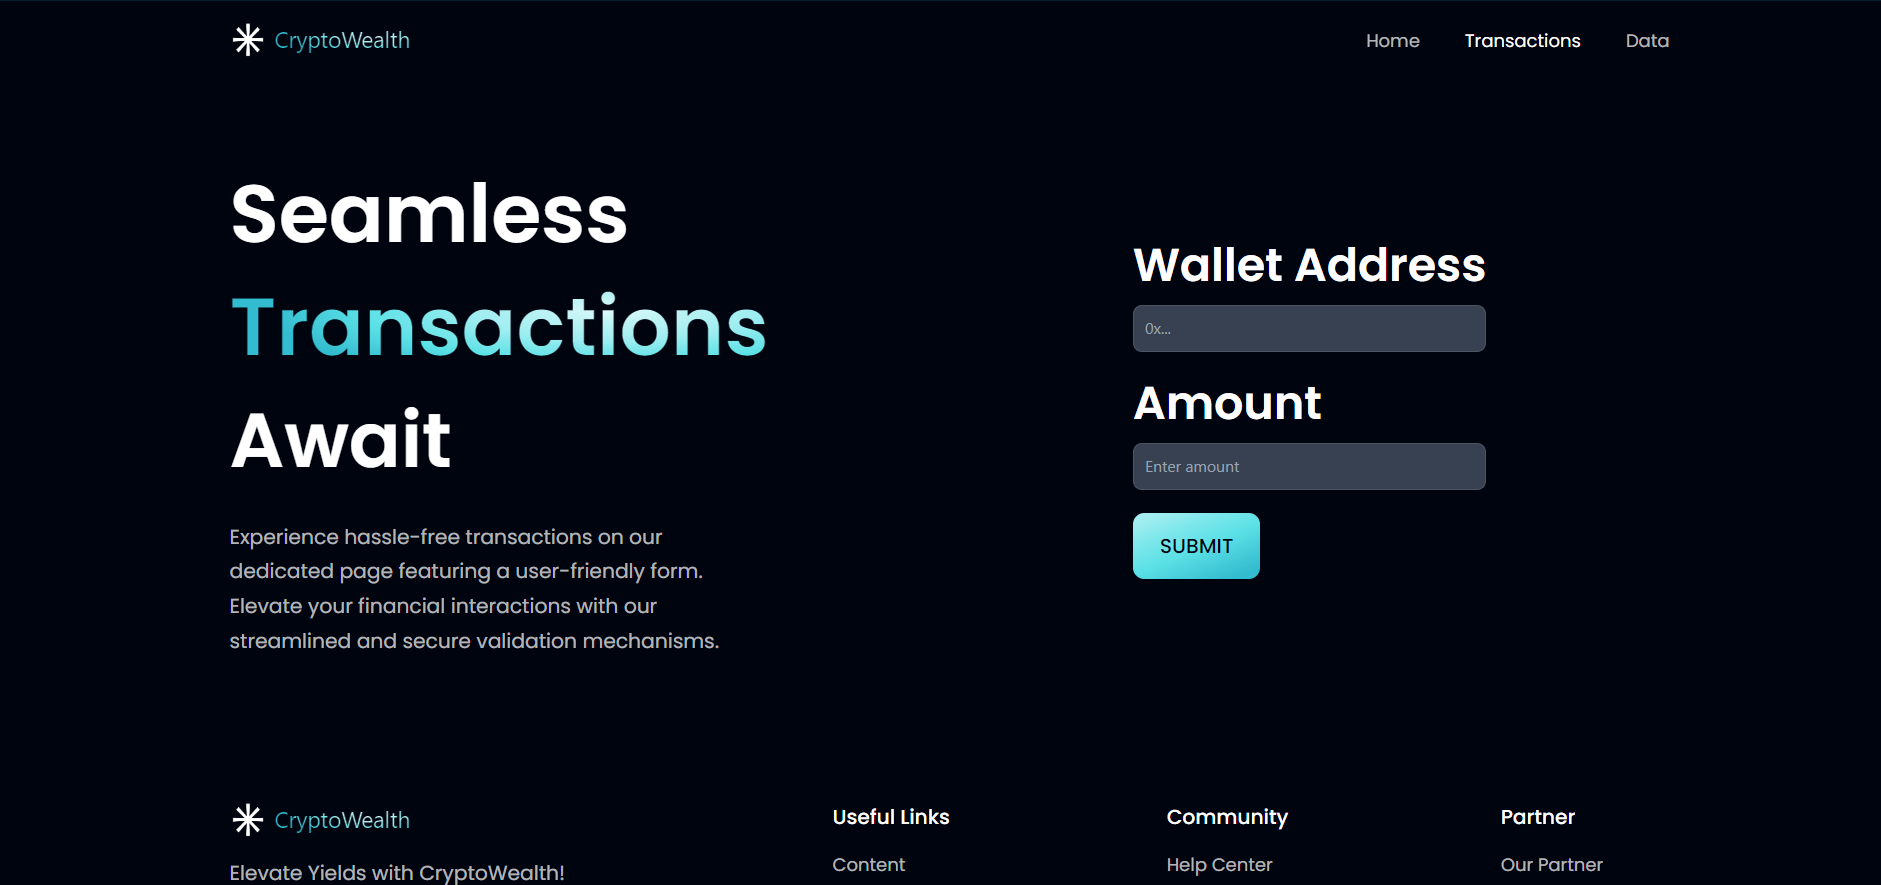 CryptoWealth
Home
Transactions
Data
Seamless
Transactions
Await
Experience hassle-free transactions on our
dedicated page featuring a user-friendly form.
Elevate your financial interactions with our
streamlined and secure validation mechanisms.
Wallet Address
0x...
Amount
Enter amount
SUBMIT
CryptoWealth
Elevate Yields with CryptoWealth!
Useful Links
Content
Community
Help Center
Partner
Our Partner